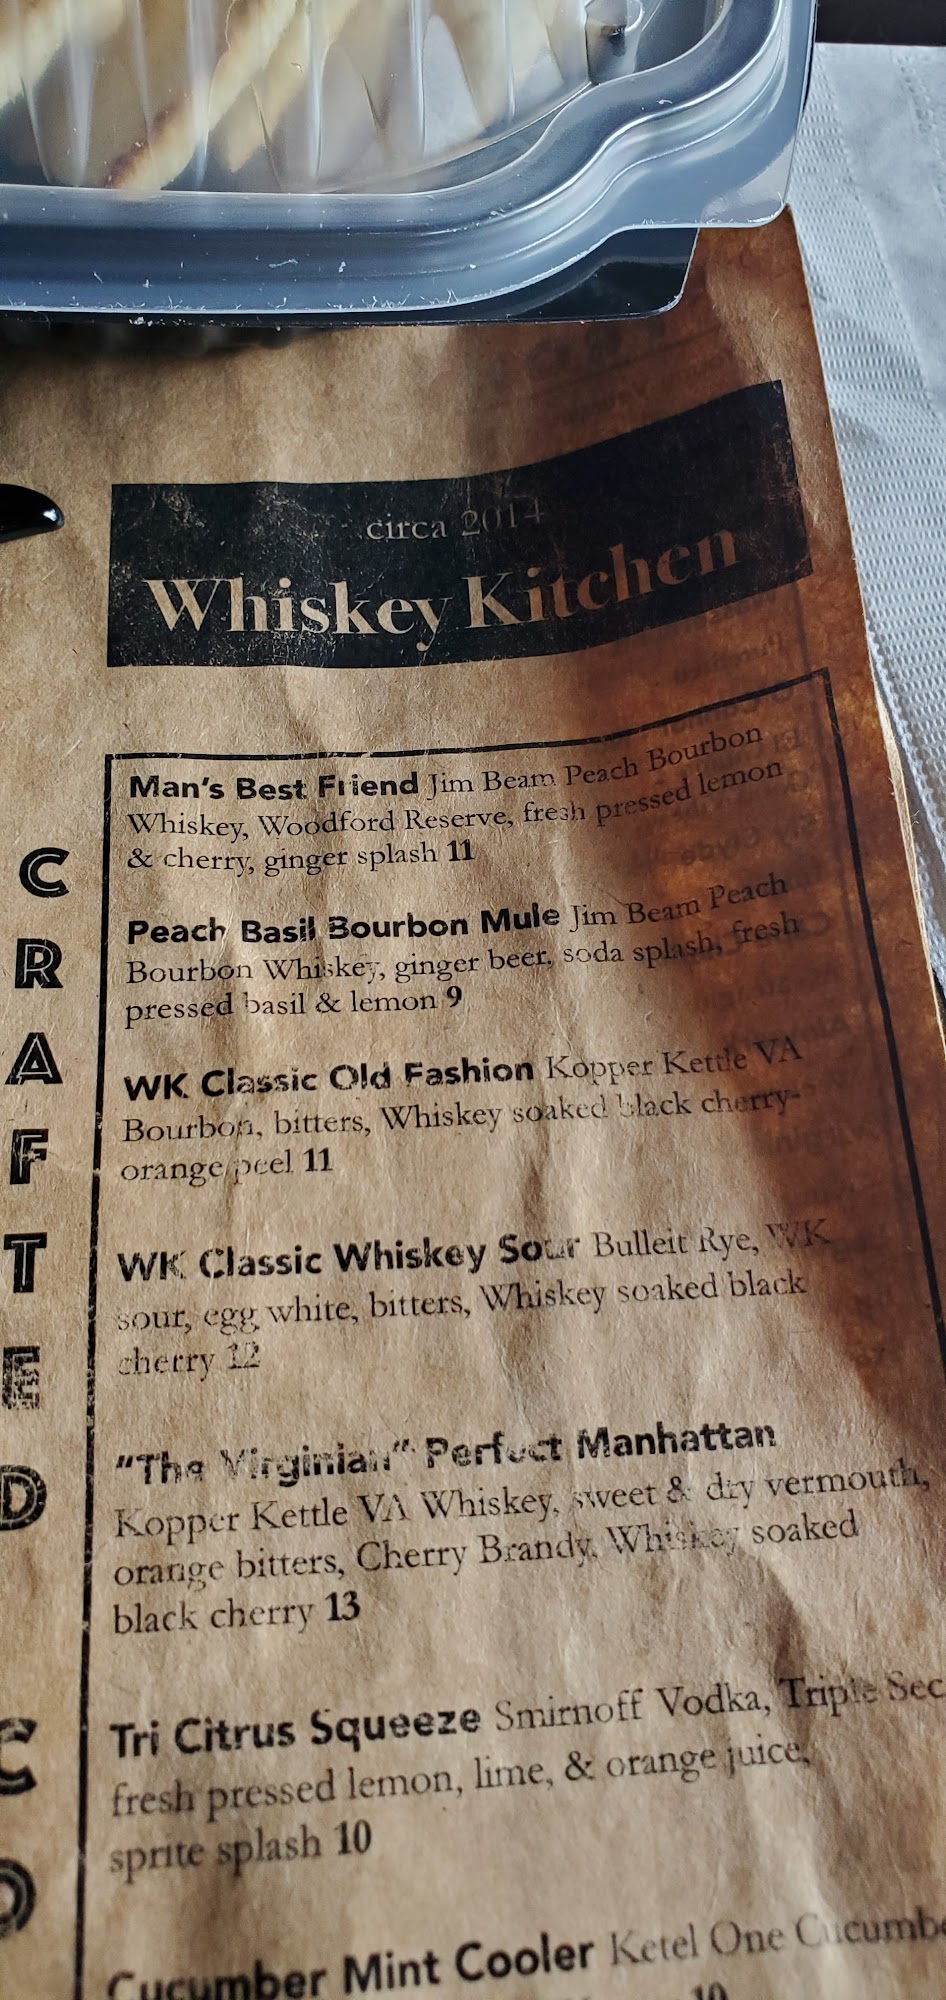 circa 2014
Whiskey Kitchen
Man's Best Friend Jim Beam Peach Bourbon
Whiskey, Woodford Reserve, fresh pressed lemon
& cherry, ginger splash 11
Peach Basil Bourbon Mule Jim Beam Peach
Bourbon Whiskey, ginger beer, soda splash, fresh
pressed basil & lemon 9
WK Classic Old Fashion Kopper Kettle VA
Bourbon, bitters, Whiskey soaked black cherry-
orange peel 11
WK Classic Whiskey Sour Bulleit Rye, WK
sour, egg white, bitters, Whiskey soaked black
cherry 12
"The Virginian" Perfect Manhattan
Kopper Kettle VA Whiskey, sweet & dry vermouth,
orange bitters, Cherry Brandy, Whiskey soaked
black cherry 13
Tri Citrus Squeeze Smirnoff Vodka, Triple Sec
fresh pressed lemon, lime, & orange juice,
sprite splash 10
Cucumber Mint Cooler Ketel One Cucumbe
10
CRAFTED
CO